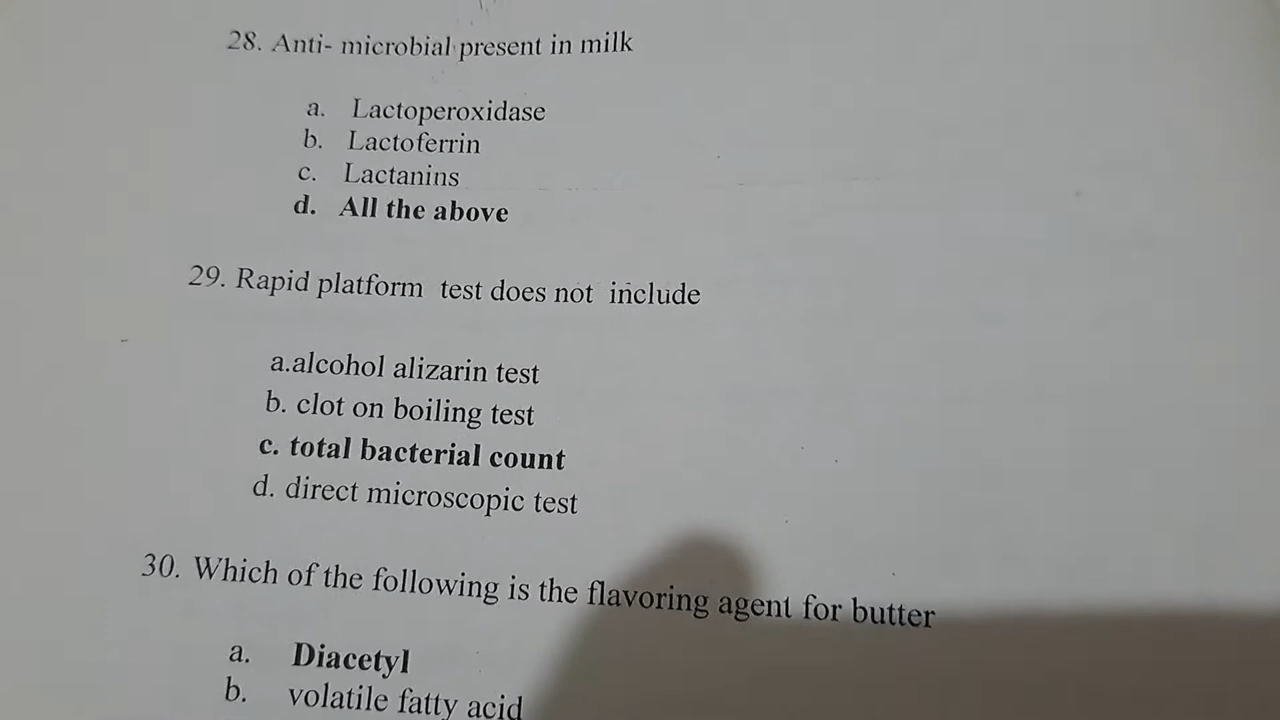 28. Anti- microbial present in milk
a. Lactoperoxidase
b. Lactoferrin
c. Lactanins
d. All the above
29. Rapid platform test does not include
a.alcohol alizarin test
b. clot on boiling test
c. total bacterial count
d. direct microscopic test
30. Which of the following is the flavoring agent for butter
a. Diacetyl
b. volatile fatty acid